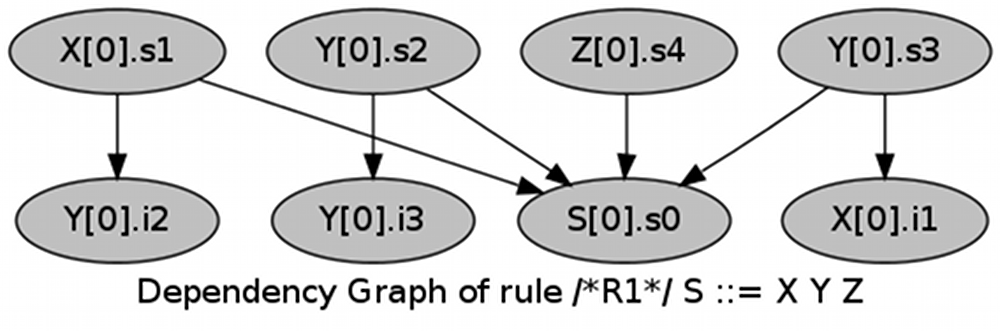 X[0].s1 Y[0].s2 Z[0].s4 Y[0].s3
Y[0].i2 Y[0].i3 S[0].s0 X[0].i1
Dependency Graph of rule /*R1*/ S ::= X Y Z